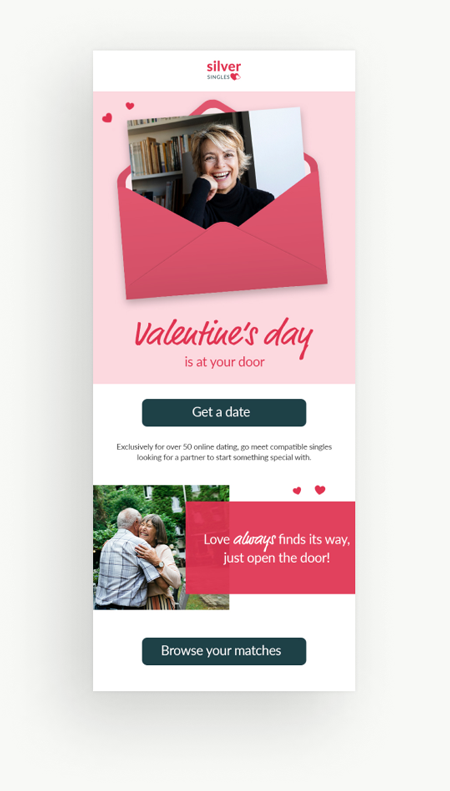 silver
SINGLES
Valentine's day
is at your door
Get a date
Exclusively for over 50 online dating, go meet compatible singles
looking for a partner to start something special with.
Love always finds its way,
just open the door!
Browse your matches